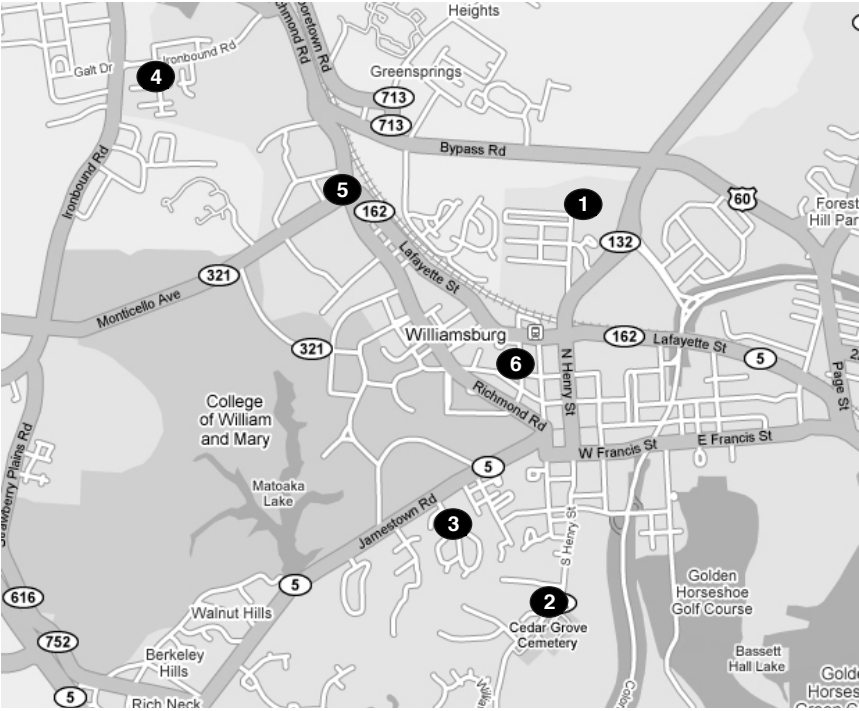 Heights
Richmond Rd
Ironbound Rd
Galt Dr
4
Greensprings
713
713
Bypass Rd
Ironbound Rd
5
162
1
60
Forest
Hill Par
132
Lafayette St
321
Monticello Ave
321
Williamsburg
162
Lafayette St
5
6
N Henry St
Page St
College
of William
and Mary
Richmond Rd
W Francis St
E Francis St
5
Matoaka
Lake
Jamestown Rd
3
S Henry St
Strawberry Plains Rd
5
616
2
Golden
Horseshoe
Golf Course
Walnut Hills
Cedar Grove
Cemetery
752
Berkeley
Hills
Bassett
Hall Lake
5
Rich Neck
Golde
Horses